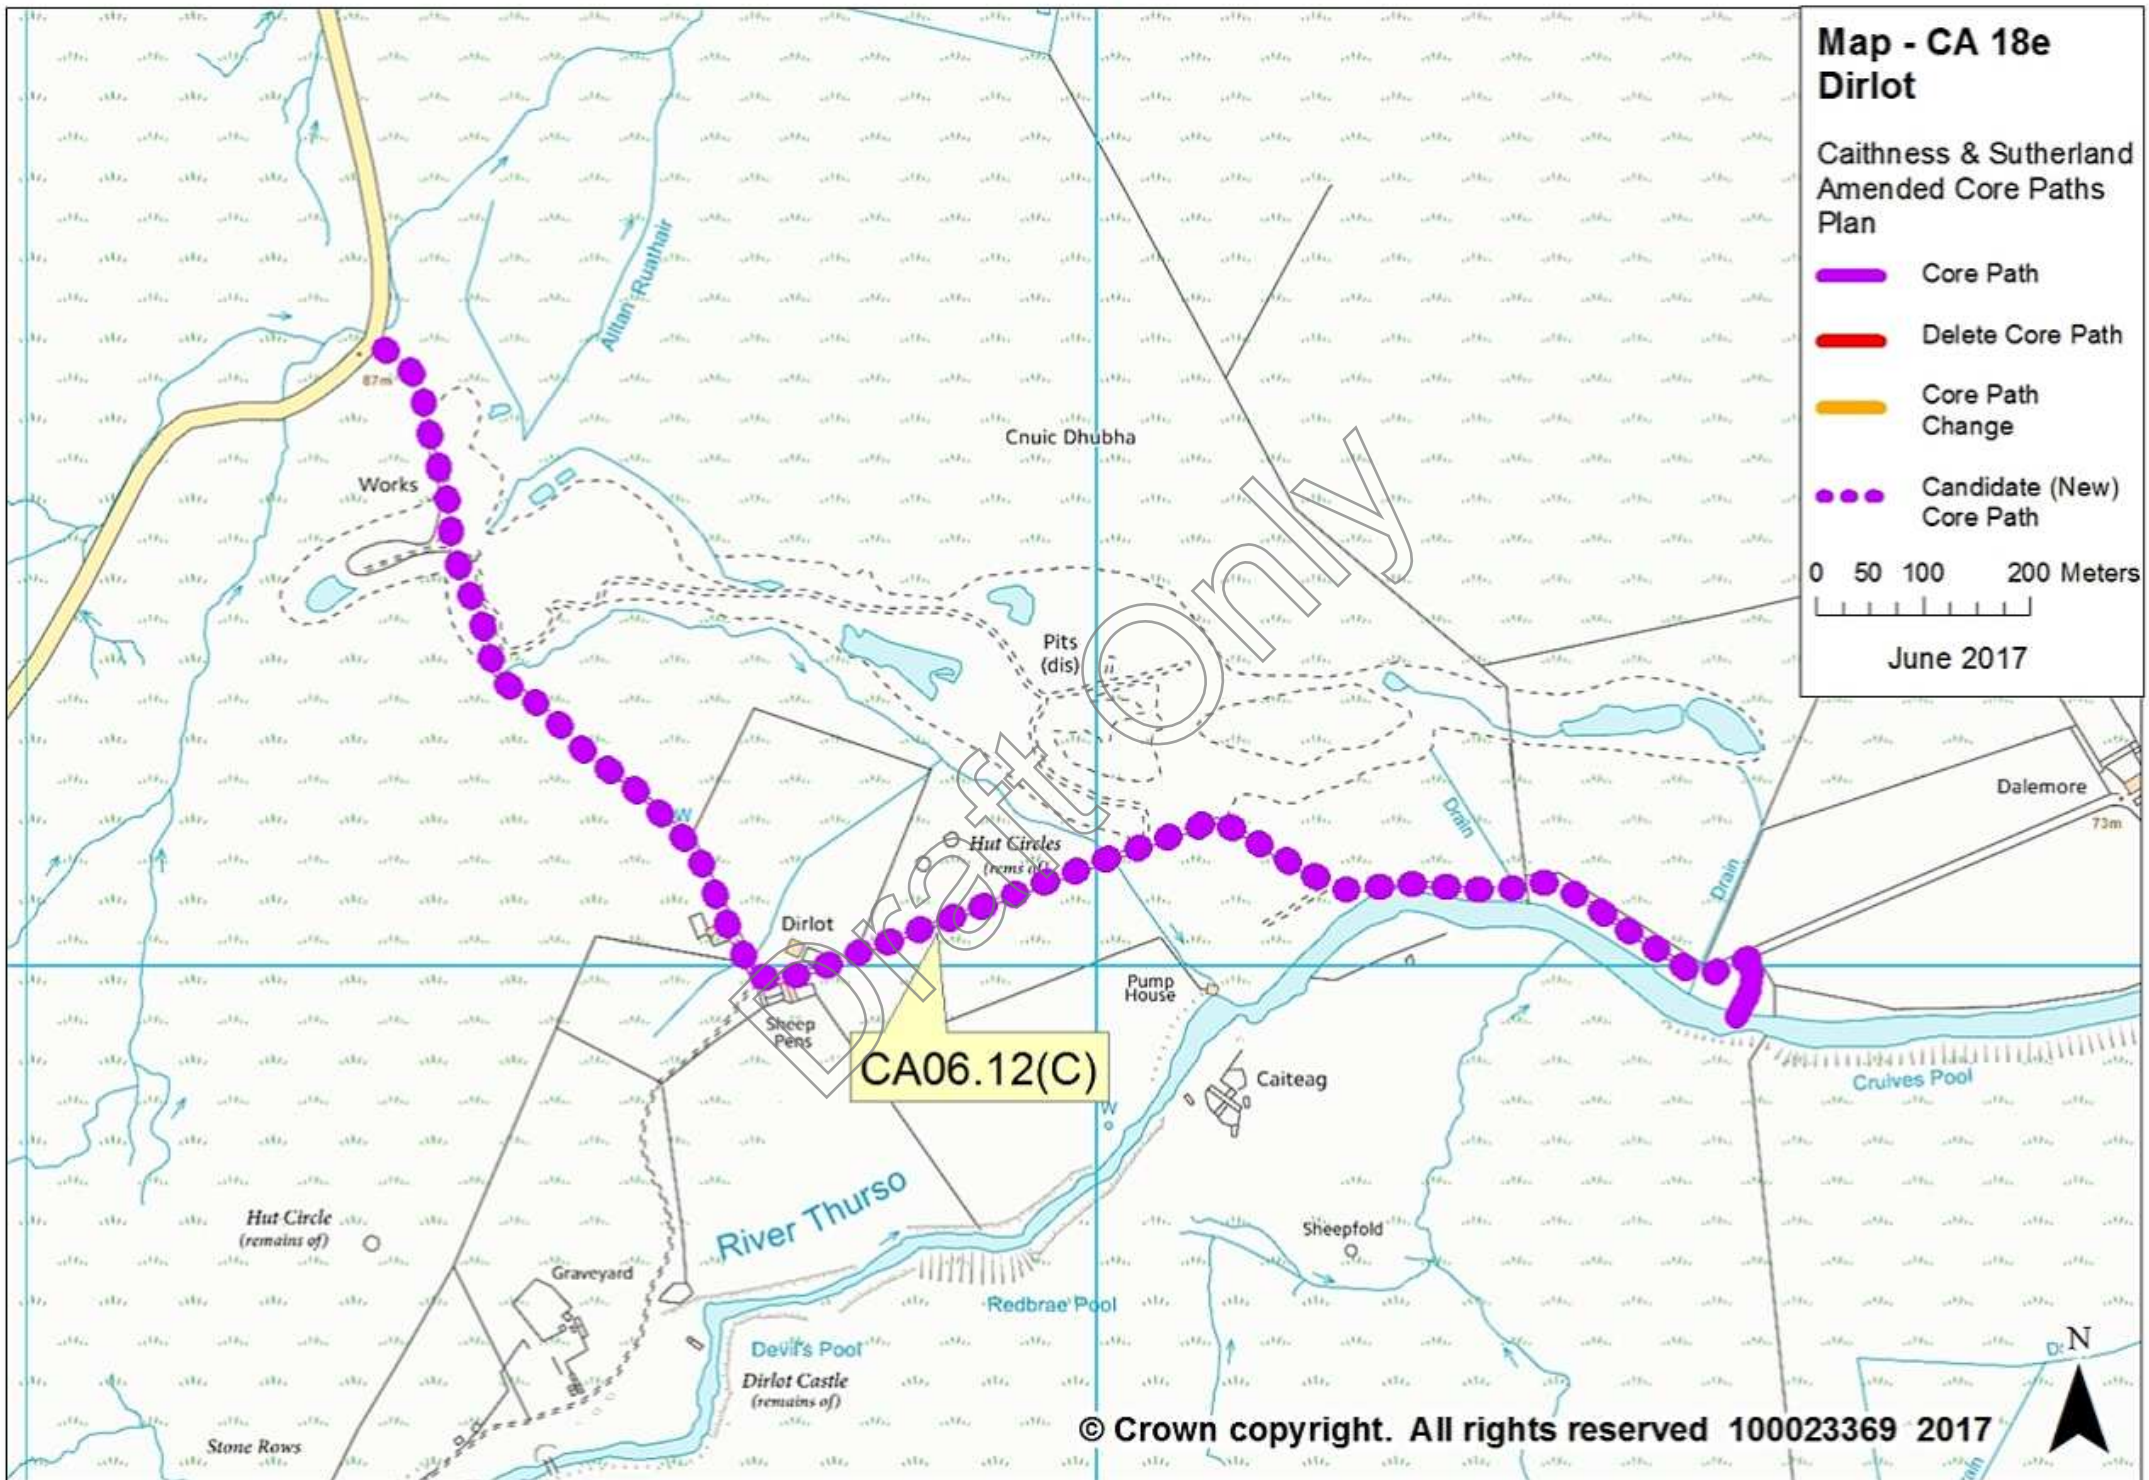 Map - CA 18e
Dirlot
Caithness & Sutherland
Amended Core Paths
Plan
Core Path
Delete Core Path
Core Path
Change
Candidate (New)
Core Path
0 50 100 200 Meters
June 2017
Alltan Ruathair
87m
Works
Cnuic Dhubha
Pits
(dis)
Draft Only
Drain
Drain
Dalemore
73m
W
Hut Circles
(rems of)
Dirlot
Sheep
Pens
Pump
House
CA06.12(C)
Caiteag
W
Cruives Pool
River Thurso
Hut Circle
(remains of)
Sheepfold
Graveyard
Redbrae Pool
Devil's Pool
Dirlot Castle
(remains of)
Stone Rows
N
© Crown copyright. All rights reserved 100023369 2017